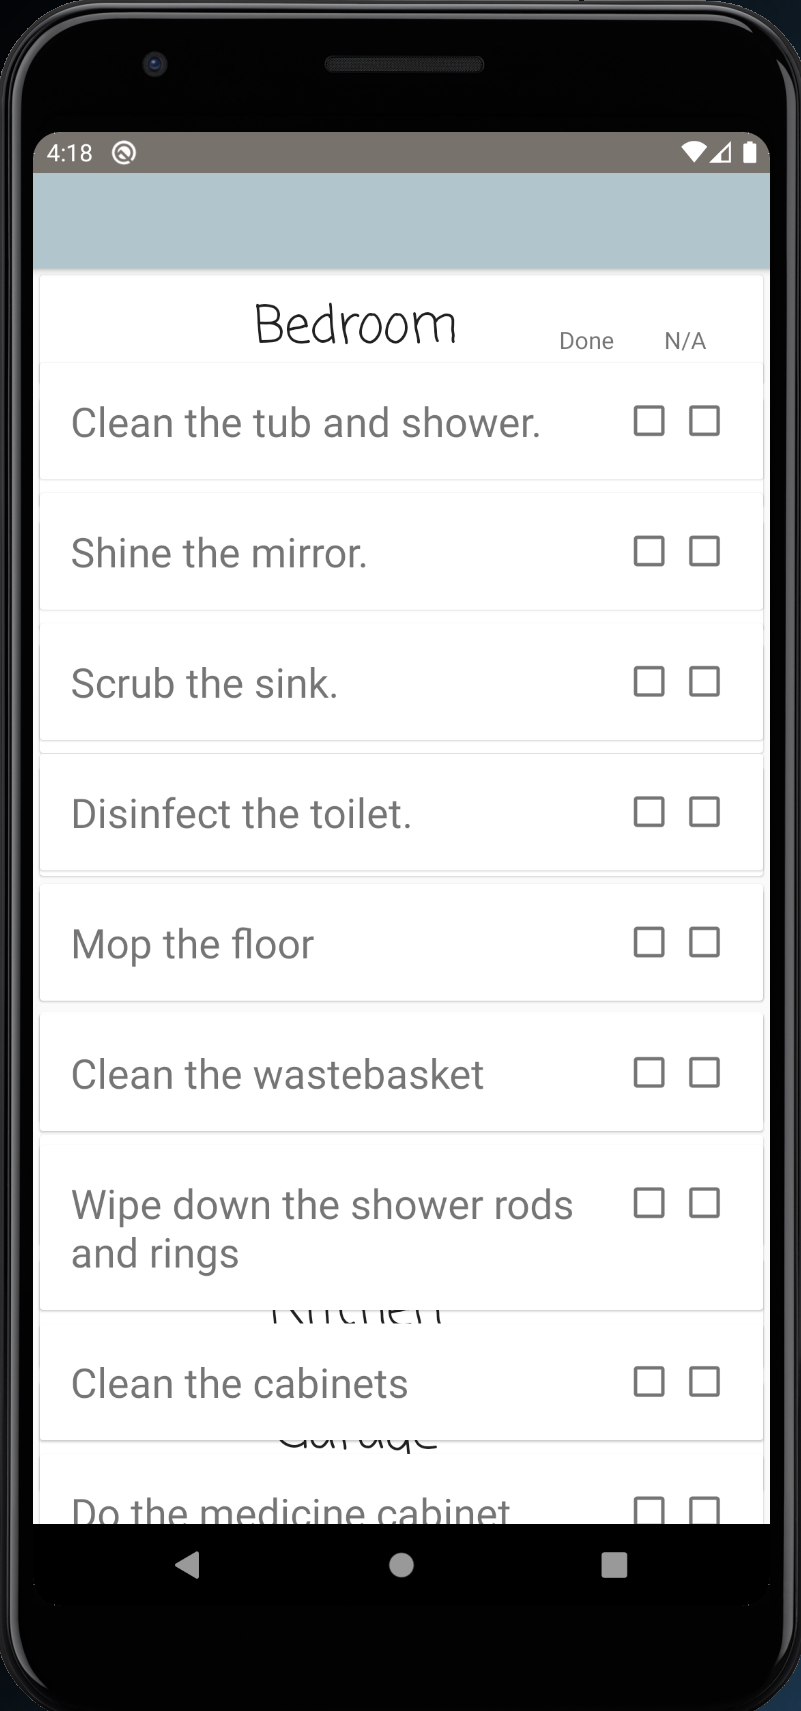 4:18
Bedroom
Done N/A
Clean the tub and shower.
Shine the mirror.
Scrub the sink.
Disinfect the toilet.
Mop the floor
Clean the wastebasket
Wipe down the shower rods
and rings
Kitchen
Clean the cabinets
Garage
Do the medicine cabinet